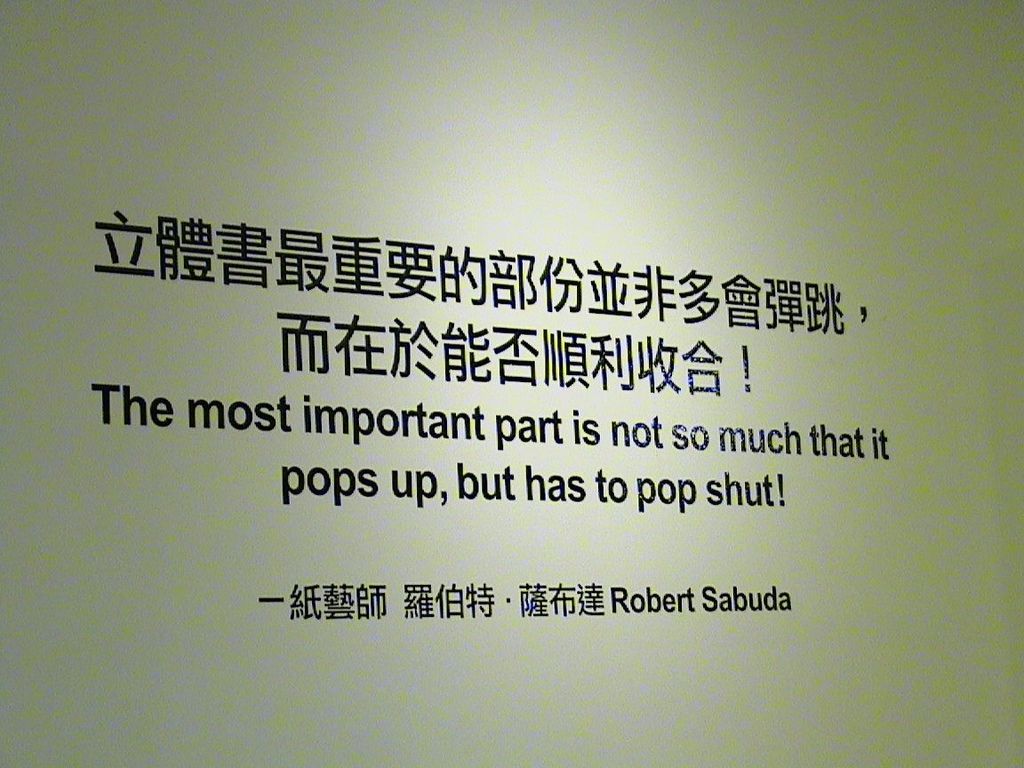 立體書最重要的部份並非多會彈跳，
而在於能否順利收合！
The most important part is not so much that it
pops up, but has to pop shut!
─ 紙藝師 羅伯特 · 薩布達 Robert Sabuda